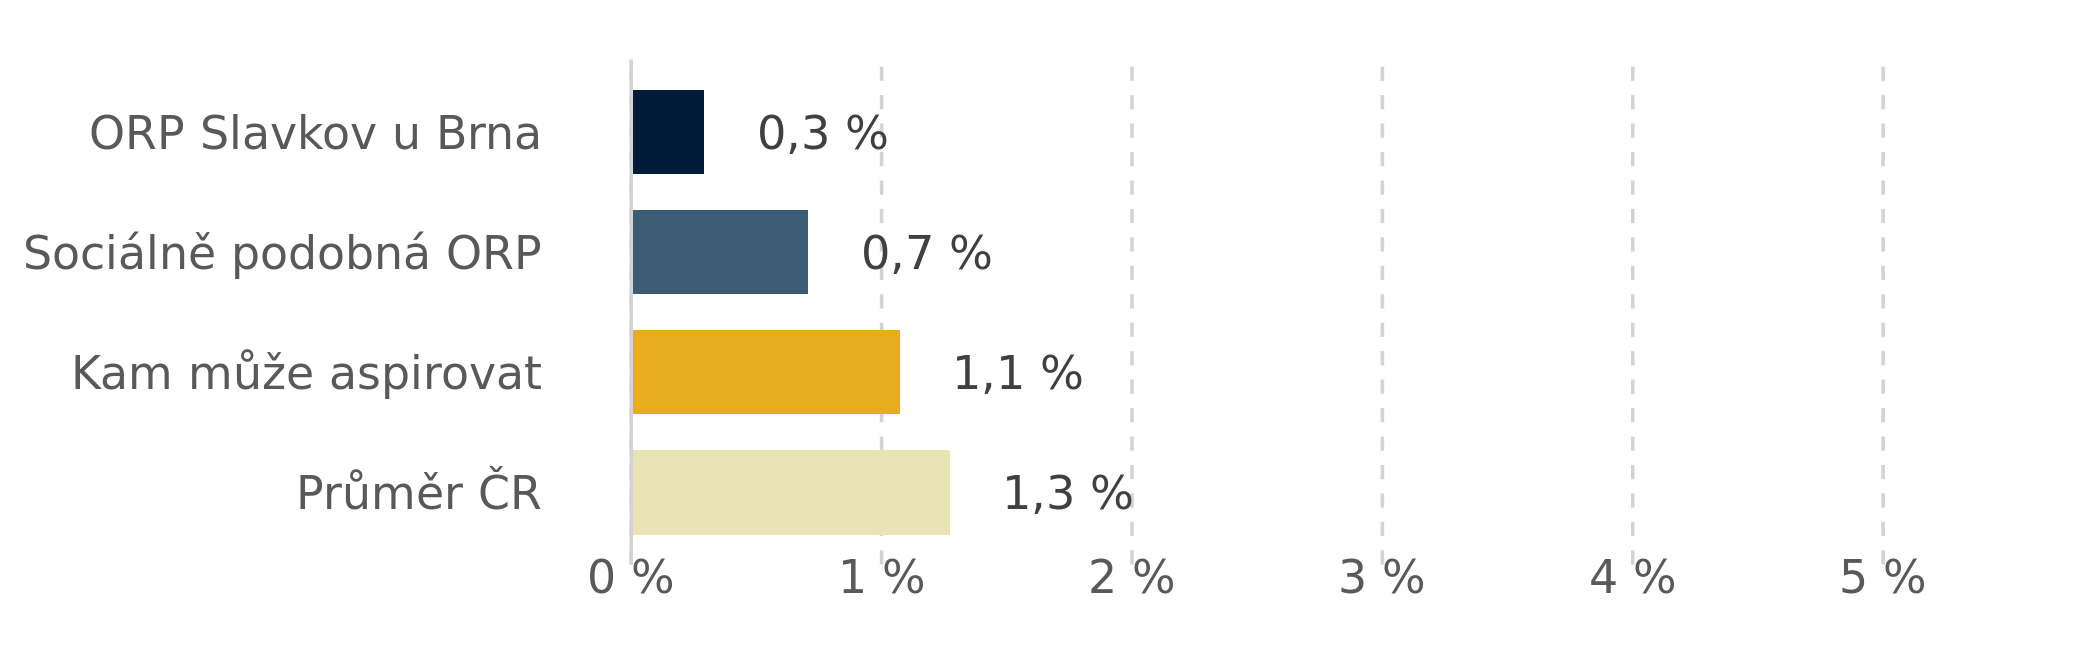 ORP Slavkov u Brna 0,3 %
Sociálně podobná ORP 0,7 %
Kam může aspirovat 1,1 %
Průměr ČR 1,3 %
0 % 1 % 2 % 3 % 4 % 5 %